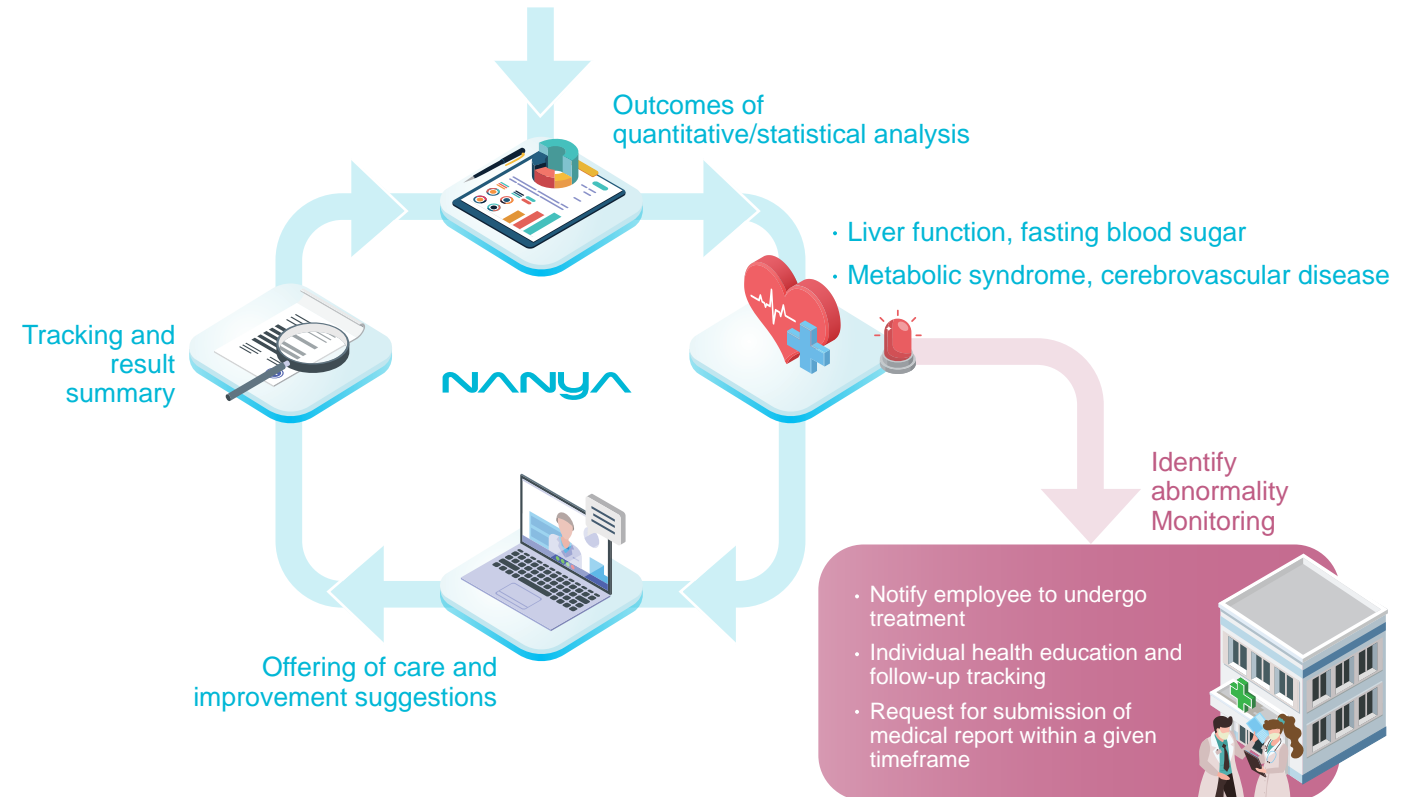 Outcomes of
quantitative/statistical analysis
· Liver function, fasting blood sugar
· Metabolic syndrome, cerebrovascular disease
Tracking and
result
summary
NANYA
Identify
abnormality
Monitoring
· Notify employee to undergo
treatment
· Individual health education and
follow-up tracking
· Request for submission of
medical report within a given
timeframe
Offering of care and
improvement suggestions